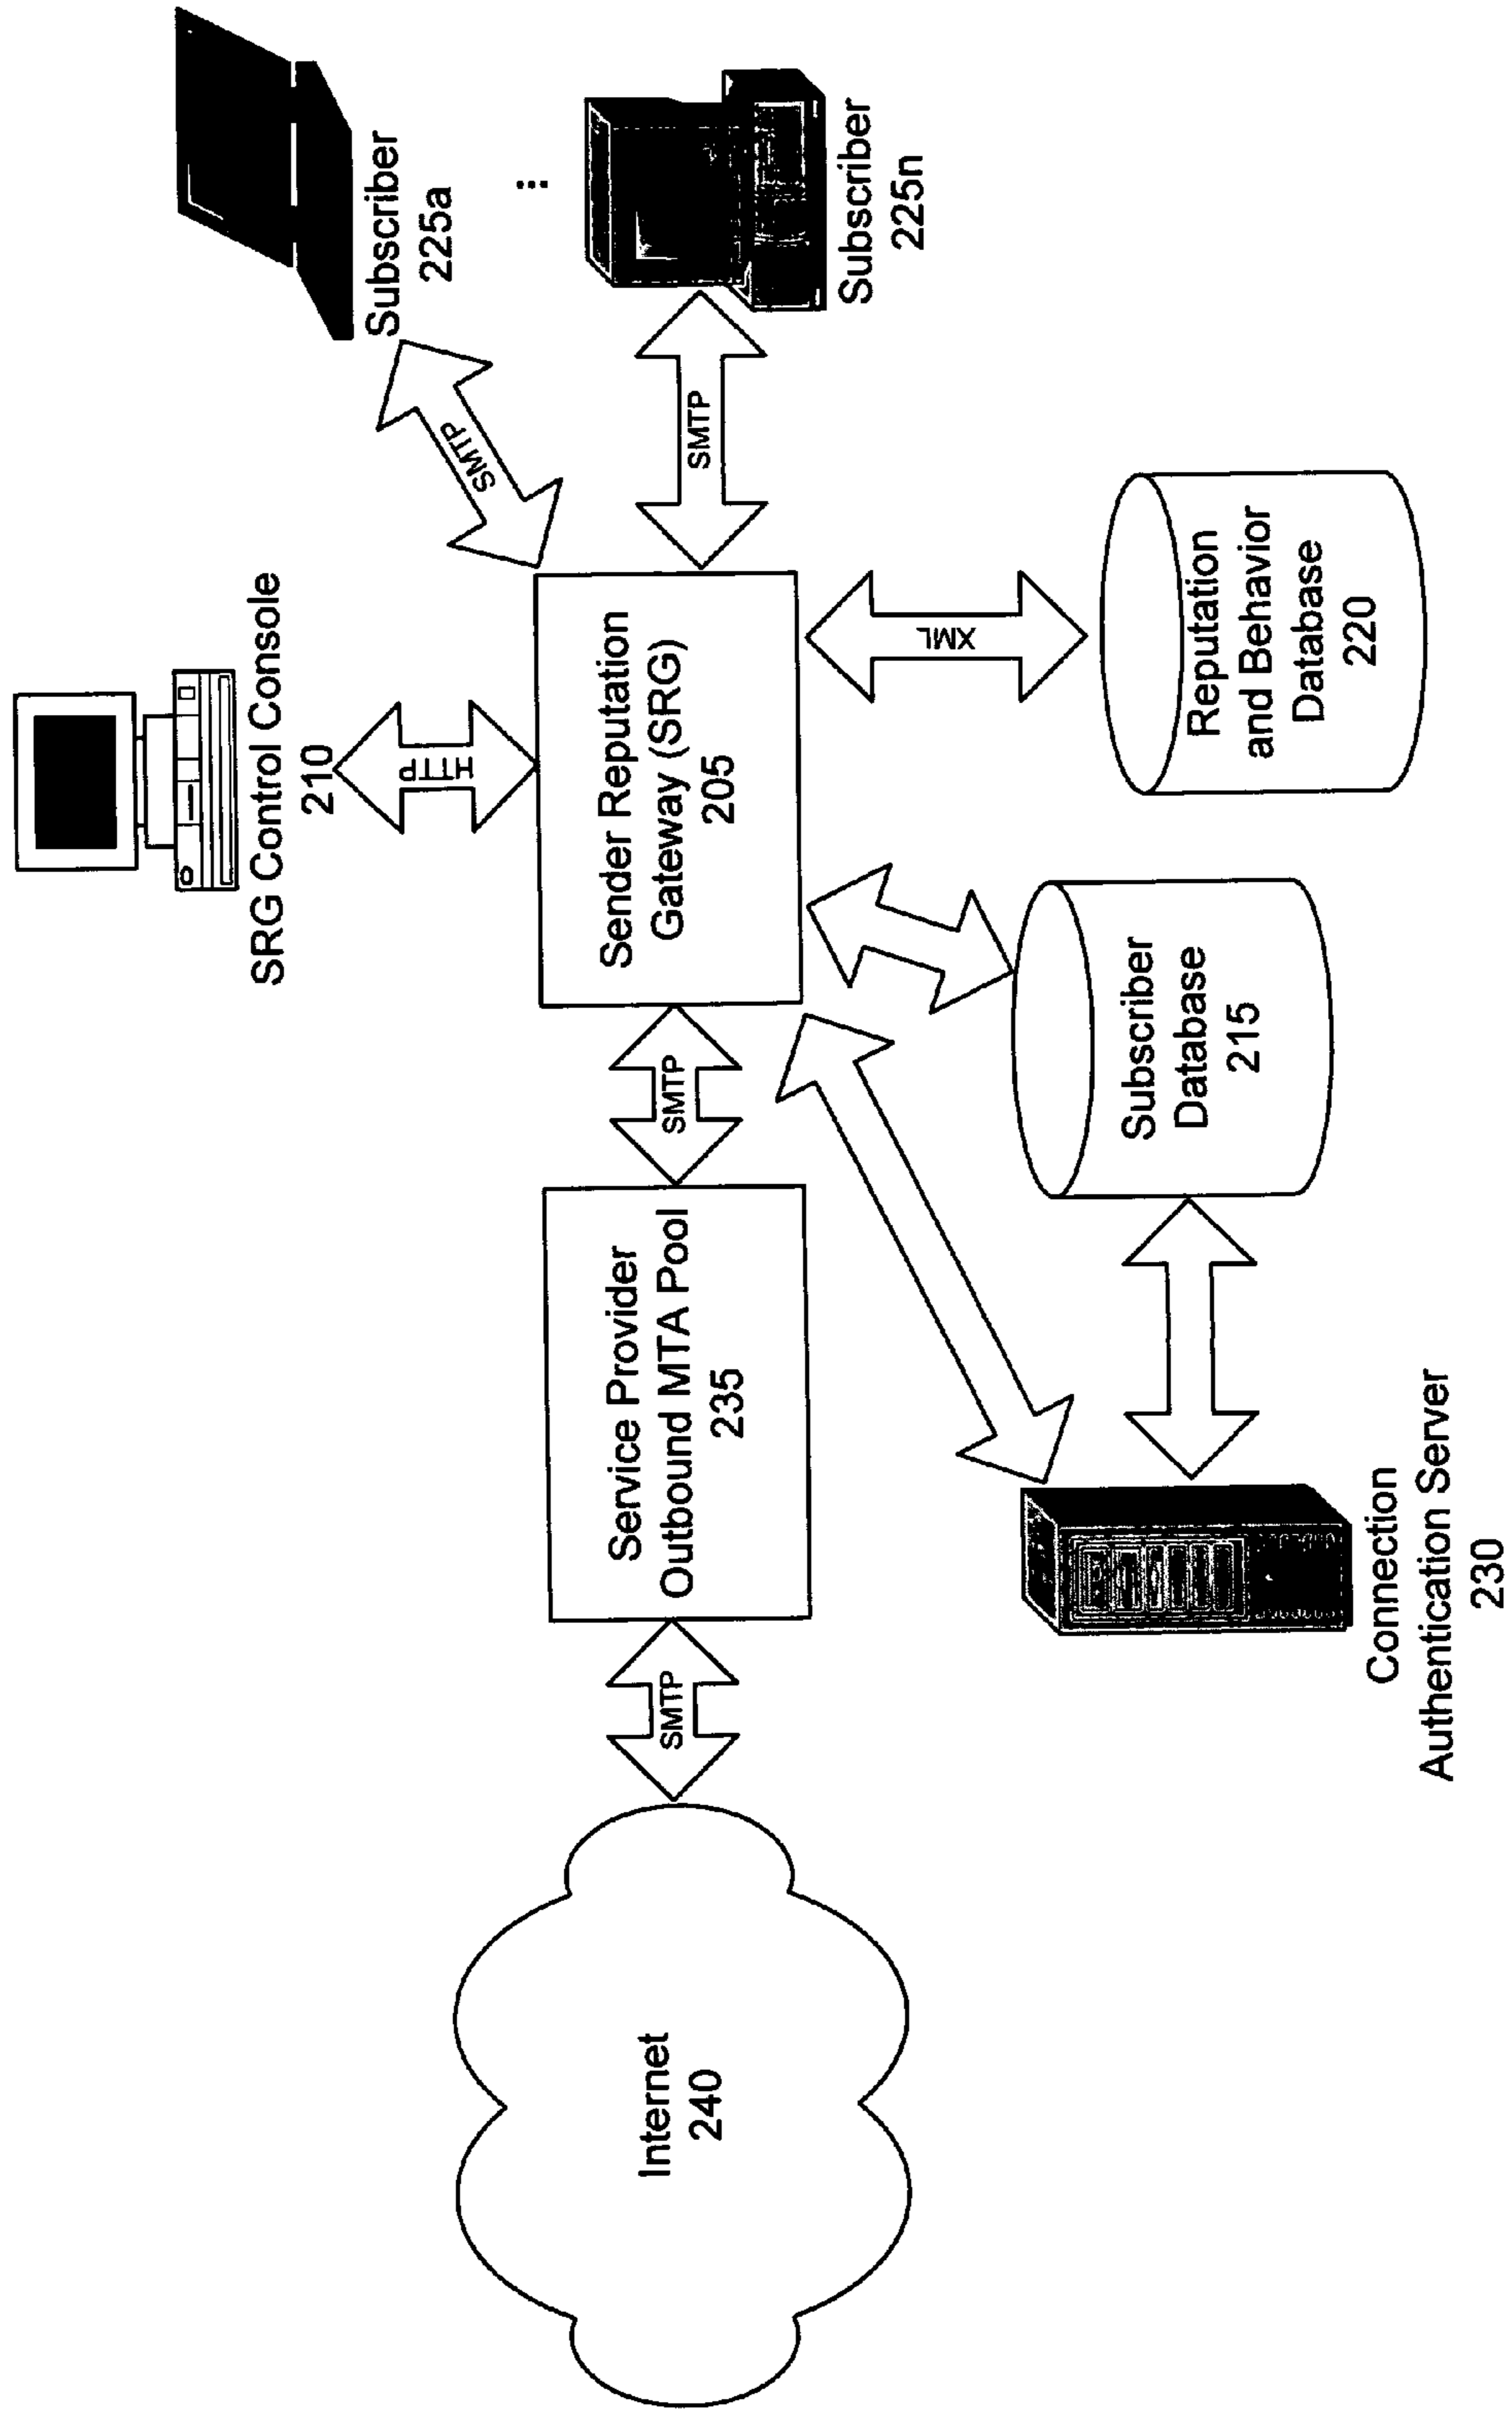 SRG Control Console
210
HTTP
Subscriber
225a
SMTP
⋮
Subscriber
225n
SMTP
Sender Reputation
Gateway (SRG)
205
SMTP
Service Provider
Outbound MTA Pool
235
SMTP
Internet
240
XML
Reputation
and Behavior
Database
220
Subscriber
Database
215
Connection
Authentication Server
230